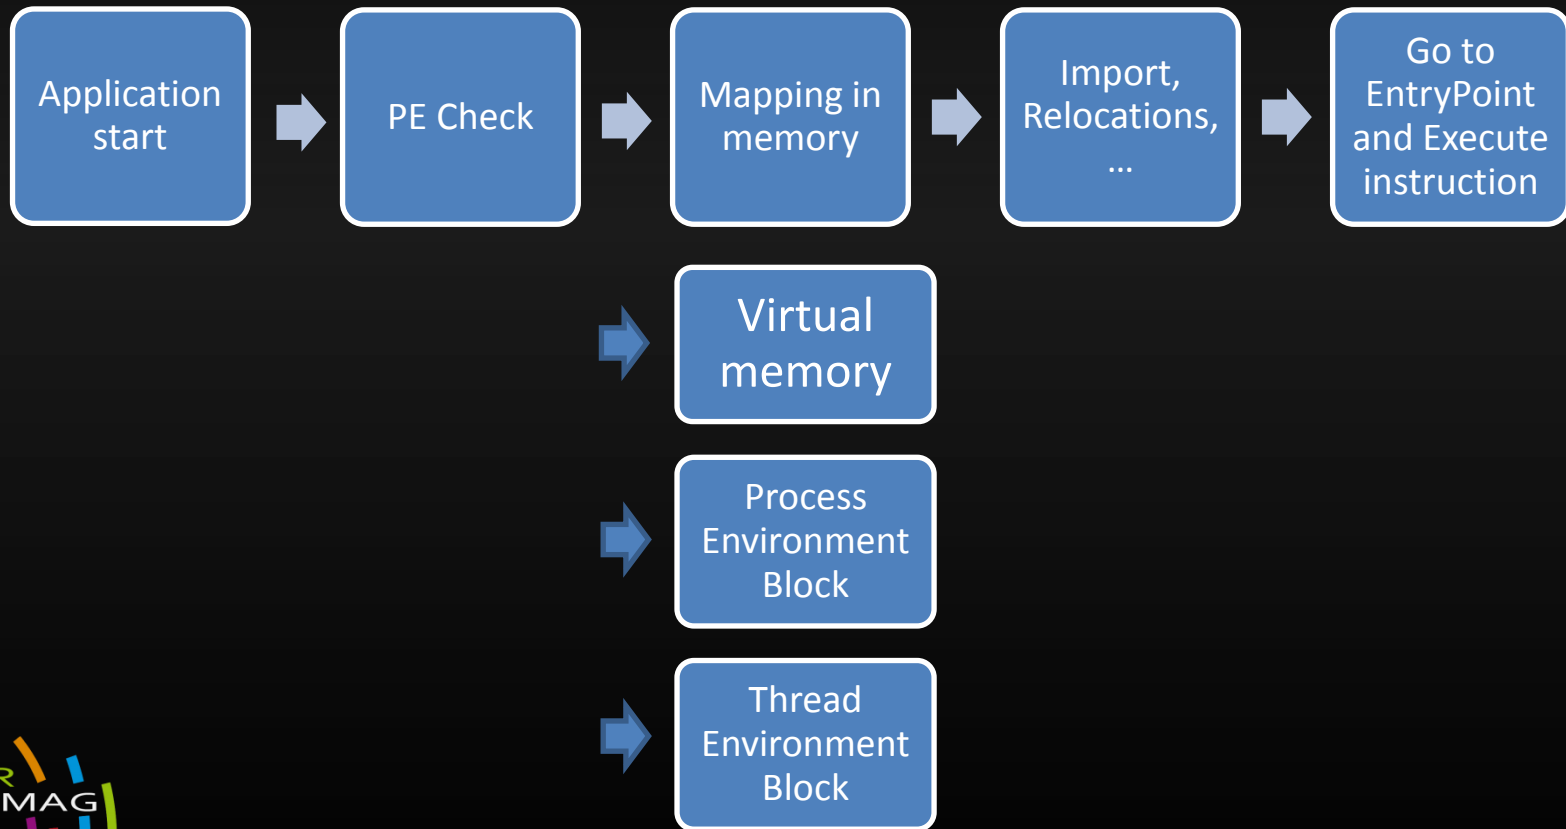 Application
start
PE Check
Mapping in
memory
Import,
Relocations,
…
Go to
EntryPoint
and Execute
instruction
Virtual
memory
Process
Environment
Block
Thread
Environment
Block
MAG